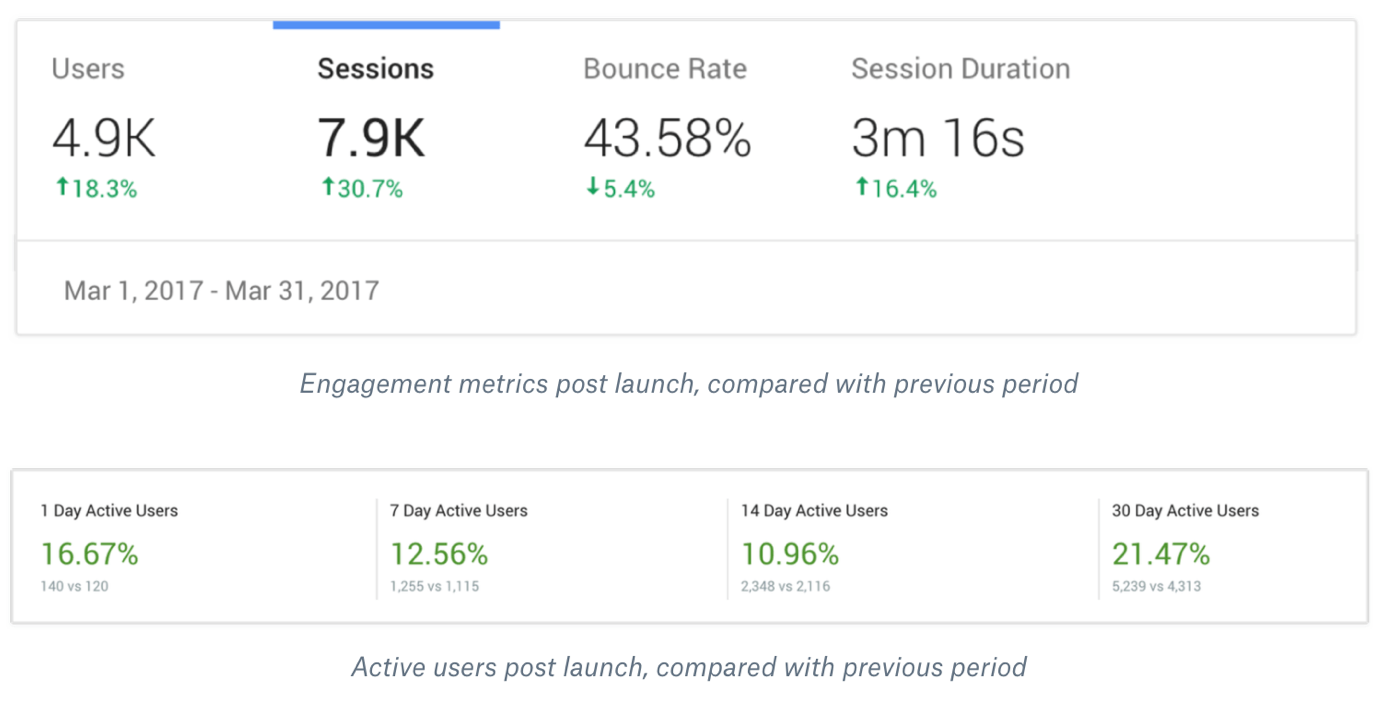 Users Sessions Bounce Rate Session Duration
4.9K 7.9K 43.58% 3m 16s
↑18.3% ↑30.7% ↓5.4% ↑16.4%
Mar 1, 2017 - Mar 31, 2017
Engagement metrics post launch, compared with previous period
1 Day Active Users 7 Day Active Users 14 Day Active Users 30 Day Active Users
16.67% 12.56% 10.96% 21.47%
140 vs 120 1,255 vs 1,115 2,348 vs 2,116 5,239 vs 4,313
Active users post launch, compared with previous period